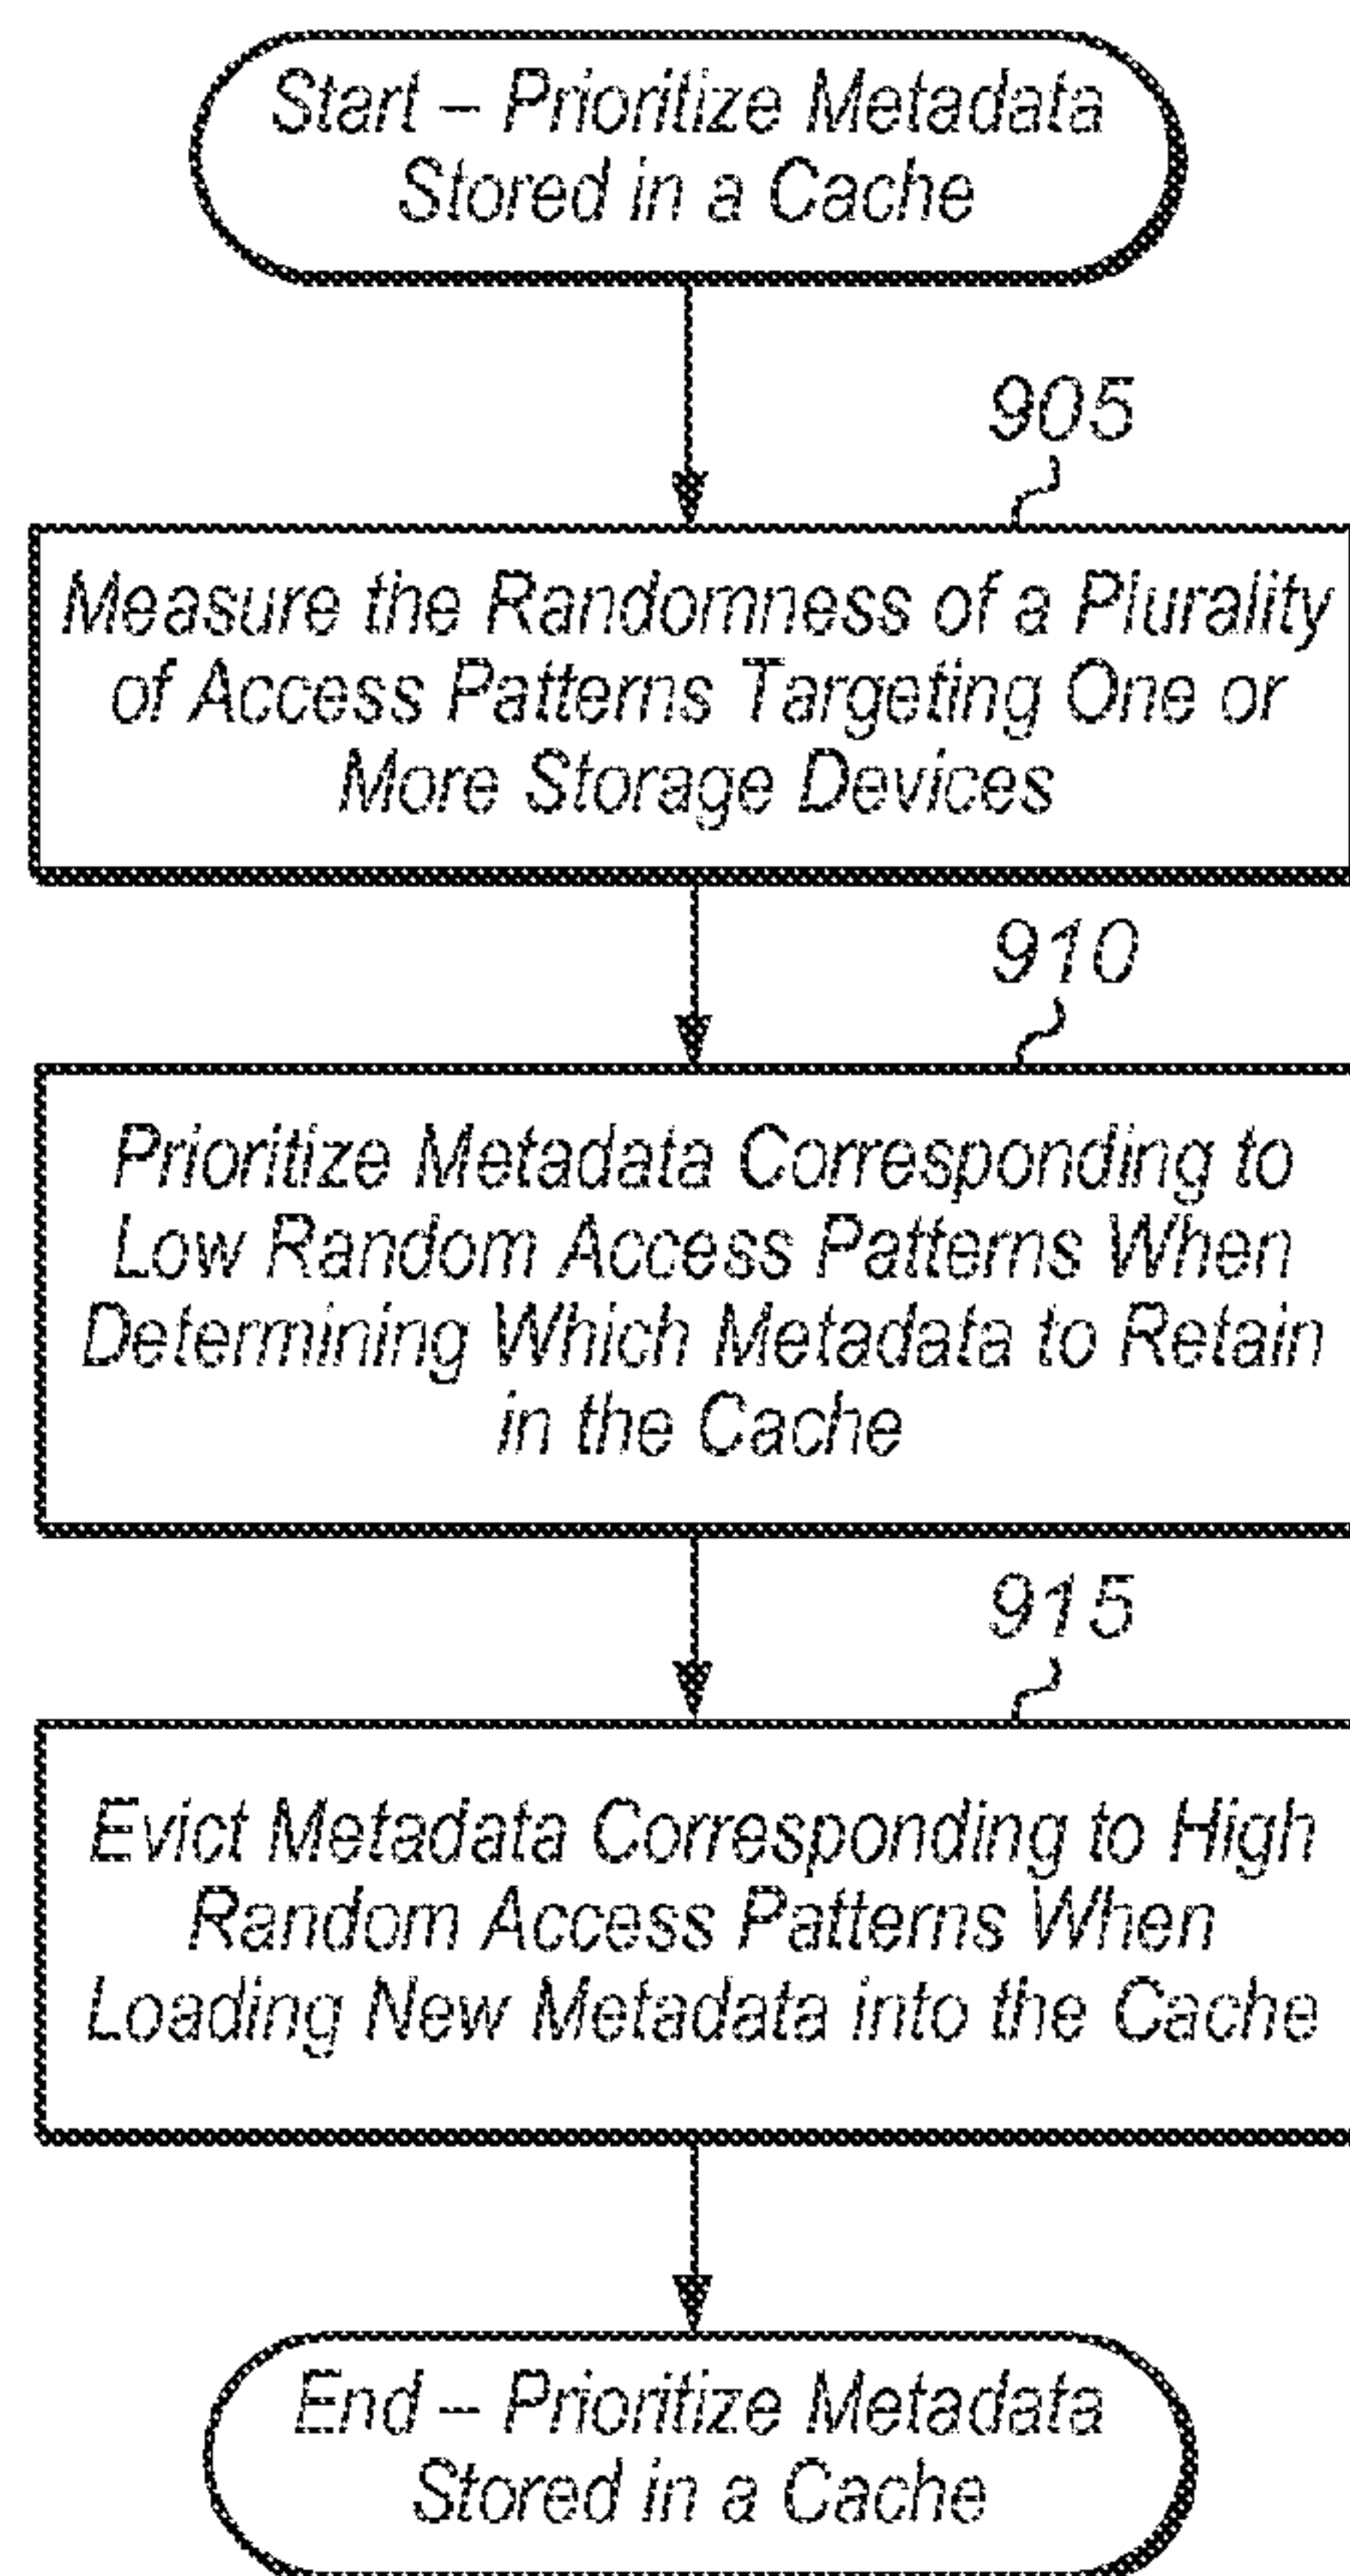 Start – Prioritize Metadata
Stored in a Cache
905
Measure the Randomness of a Plurality
of Access Patterns Targeting One or
More Storage Devices
910
Prioritize Metadata Corresponding to
Low Random Access Patterns When
Determining Which Metadata to Retain
in the Cache
915
Evict Metadata Corresponding to High
Random Access Patterns When
Loading New Metadata into the Cache
End – Prioritize Metadata
Stored in a Cache